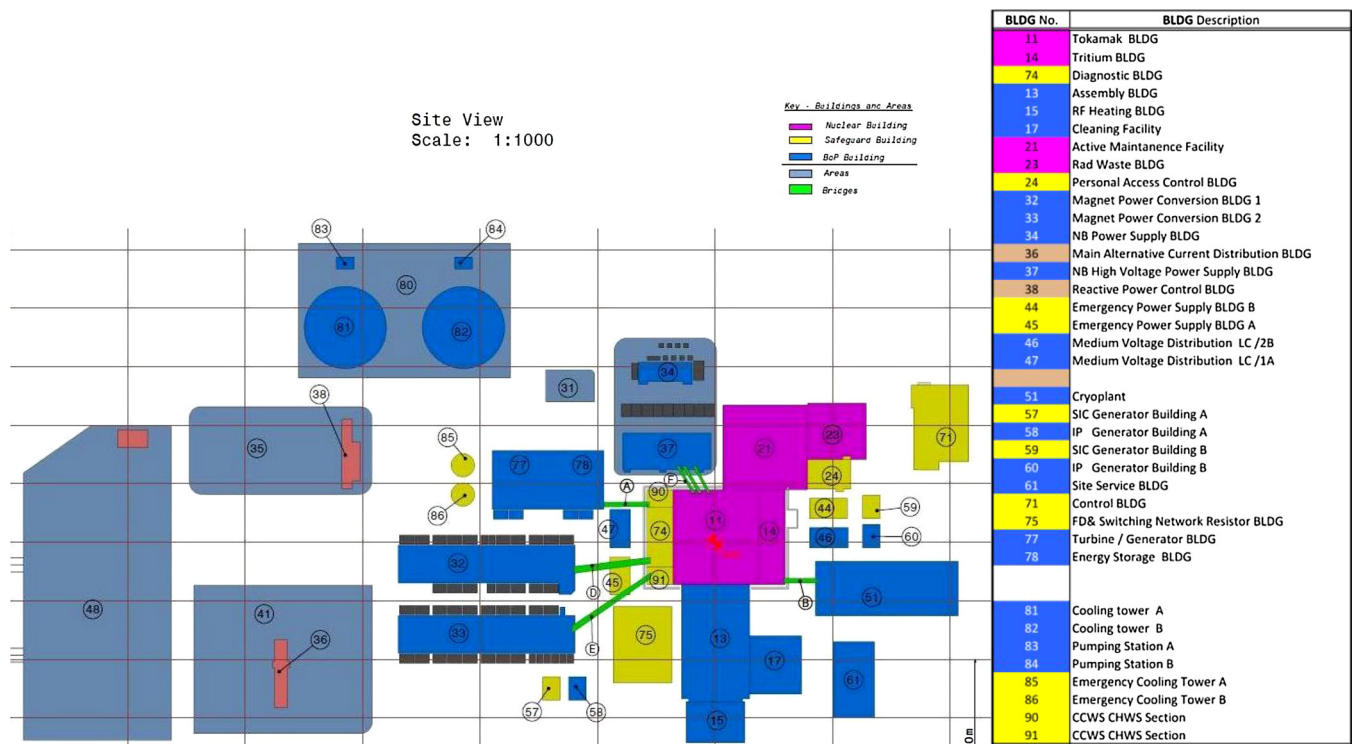 Site View
Scale: 1:1000
Key - Buildings and Areas
Nuclear Building
Safeguard Building
BoP Building
Areas
Bricges
83
84
80
81
82
31
34
38
35
85
86
77
78
37
F
A
90
21
23
24
71
11
14
74
47
44
59
46
60
32
45
91
D
B
51
48
41
36
33
E
75
13
17
61
57
58
15
0m
BLDG No. BLDG Description
11 Tokamak BLDG
14 Tritium BLDG
74 Diagnostic BLDG
13 Assembly BLDG
15 RF Heating BLDG
17 Cleaning Facility
21 Active Maintanence Facility
23 Rad Waste BLDG
24 Personal Access Control BLDG
32 Magnet Power Conversion BLDG 1
33 Magnet Power Conversion BLDG 2
34 NB Power Supply BLDG
36 Main Alternative Current Distribution BLDG
37 NB High Voltage Power Supply BLDG
38 Reactive Power Control BLDG
44 Emergency Power Supply BLDG B
45 Emergency Power Supply BLDG A
46 Medium Voltage Distribution LC /2B
47 Medium Voltage Distribution LC /1A
51 Cryoplant
57 SIC Generator Building A
58 IP Generator Building A
59 SIC Generator Building B
60 IP Generator Building B
61 Site Service BLDG
71 Control BLDG
75 FD& Switching Network Resistor BLDG
77 Turbine / Generator BLDG
78 Energy Storage BLDG
81 Cooling tower A
82 Cooling tower B
83 Pumping Station A
84 Pumping Station B
85 Emergency Cooling Tower A
86 Emergency Cooling Tower B
90 CCWS CHWS Section
91 CCWS CHWS Section